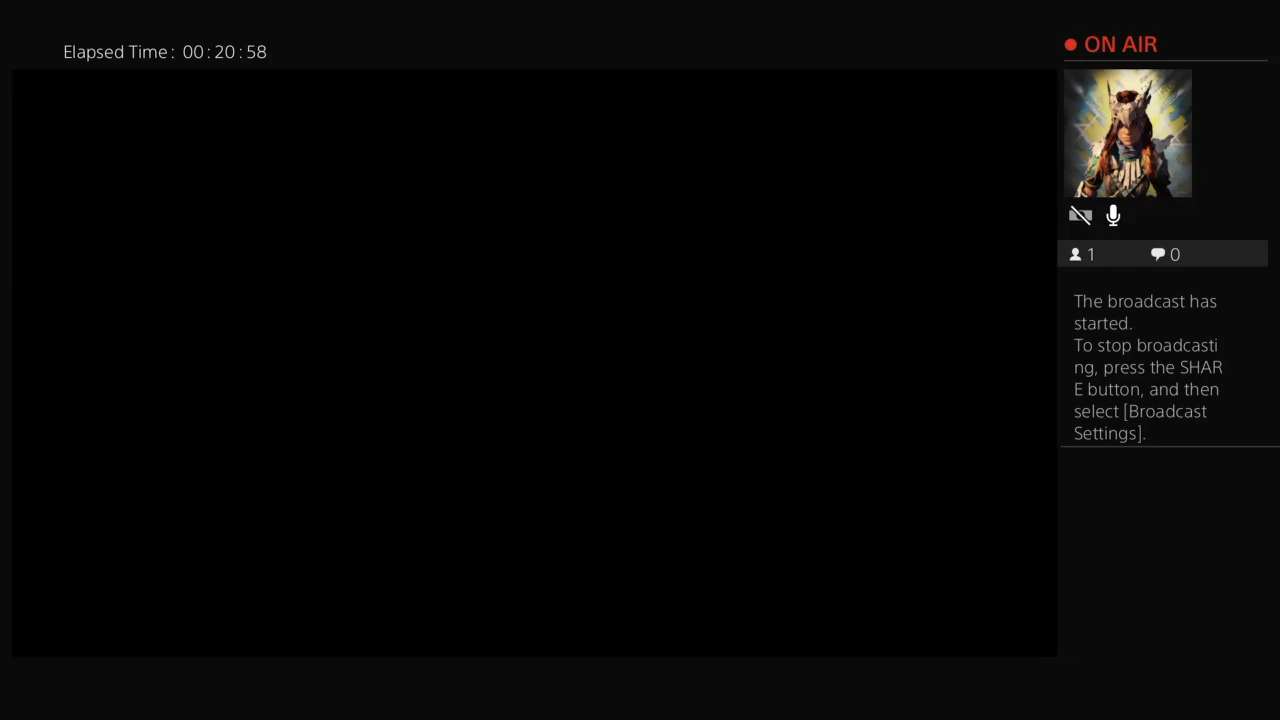 Elapsed Time: 00:20:58
ON AIR
1 0
The broadcast has
started.
To stop broadcasti
ng, press the SHAR
E button, and then
select [Broadcast
Settings].